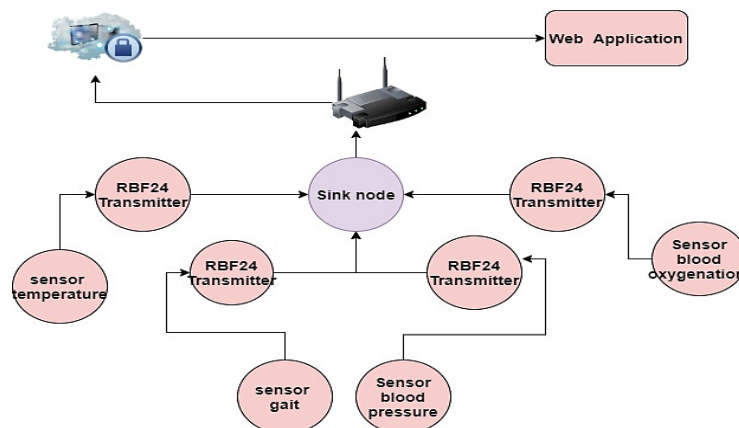 Web Application
RBF24
Transmitter
Sink node
RBF24
Transmitter
sensor
temperature
RBF24
Transmitter
RBF24
Transmitter
Sensor
blood
oxygenation
sensor
gait
Sensor
blood
pressure